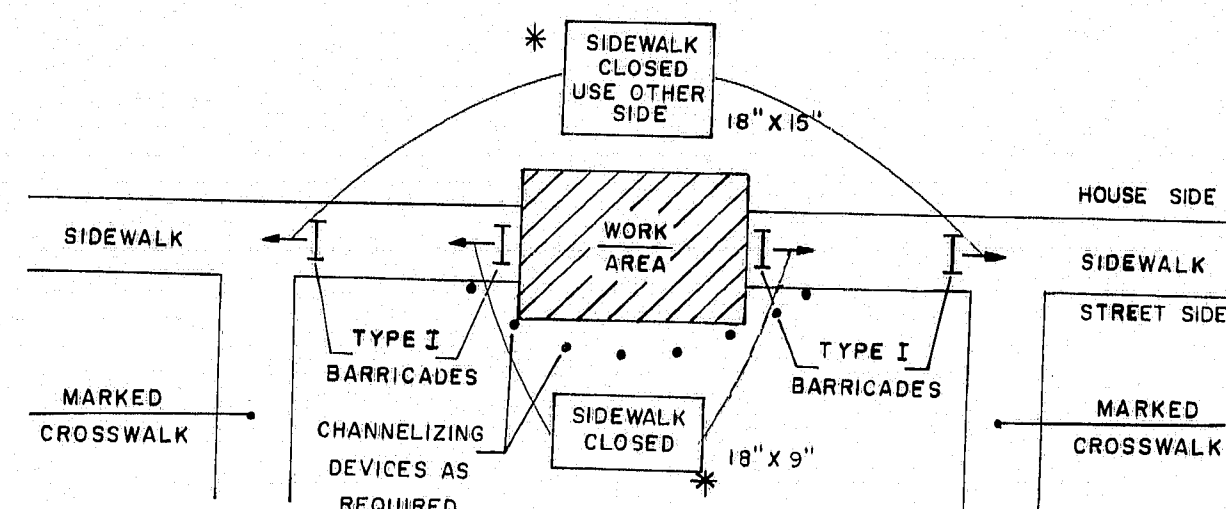 *
SIDEWALK
CLOSED
USE OTHER
SIDE
18" X 15"
HOUSE SIDE
SIDEWALK
WORK
AREA
SIDEWALK
STREET SIDE
TYPE I
BARRICADES
TYPE I
BARRICADES
MARKED
CROSSWALK
CHANNELIZING
DEVICES AS
REQUIRED
SIDEWALK
CLOSED
18" X 9"
*
MARKED
CROSSWALK